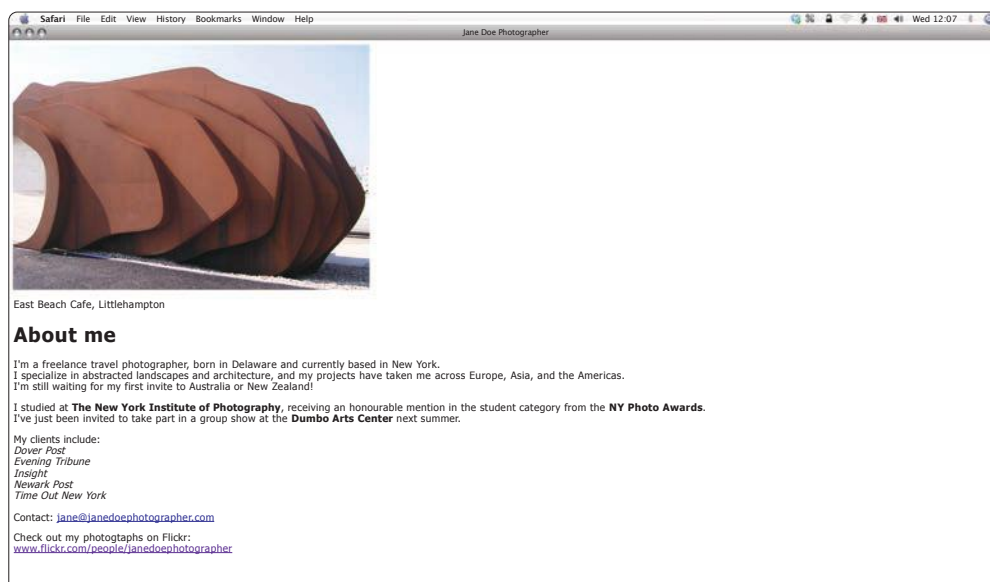 Safari File Edit View History Bookmarks Window Help Wed 12:07
Jane Doe Photographer
East Beach Cafe, Littlehampton
About me
I'm a freelance travel photographer, born in Delaware and currently based in New York.
I specialize in abstracted landscapes and architecture, and my projects have taken me across Europe, Asia, and the Americas.
I'm still waiting for my first invite to Australia or New Zealand!
I studied at The New York Institute of Photography, receiving an honourable mention in the student category from the NY Photo Awards.
I've just been invited to take part in a group show at the Dumbo Arts Center next summer.
My clients include:
Dover Post
Evening Tribune
Insight
Newark Post
Time Out New York
Contact: jane@janedoephotographer.com
Check out my photogtaphs on Flickr:
www.flickr.com/people/janedoephotographer